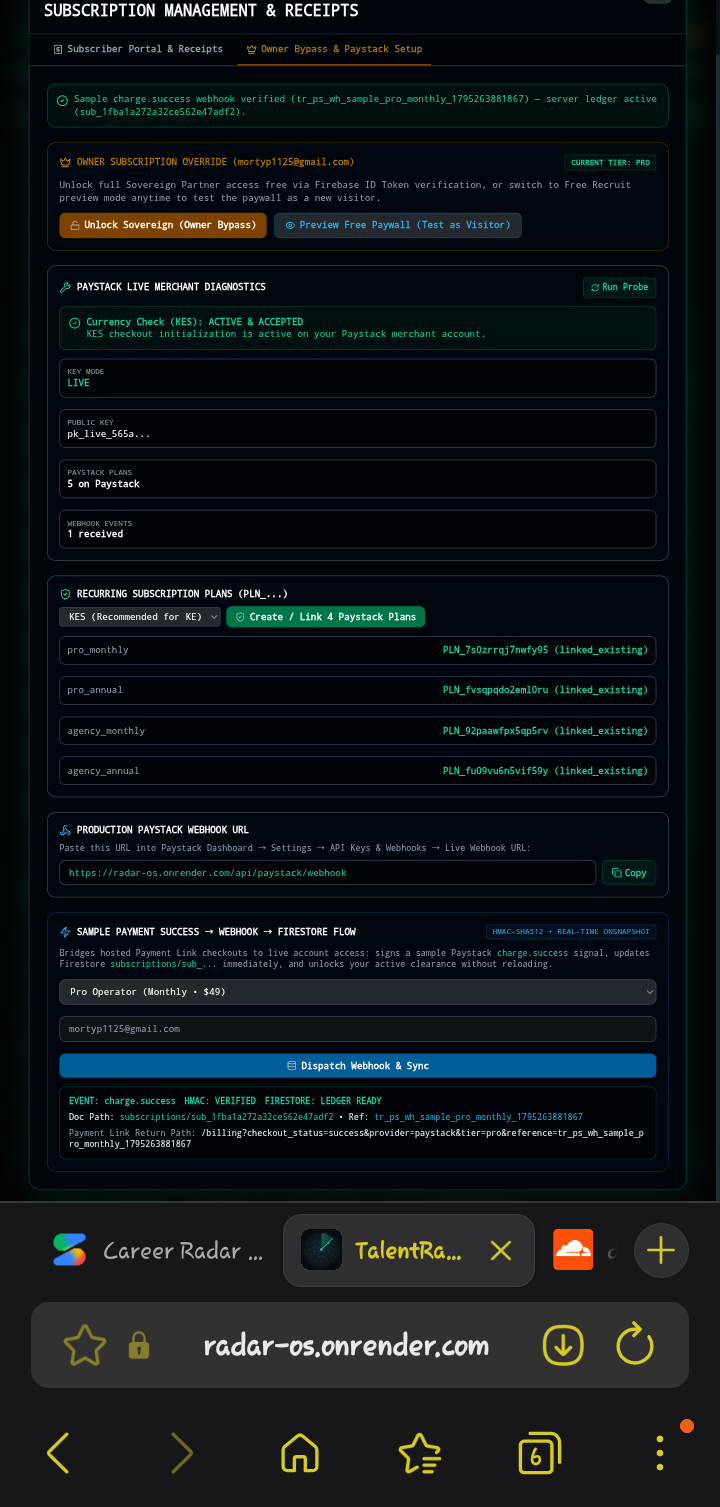 SUBSCRIPTION MANAGEMENT & RECEIPTS
Subscriber Portal & Receipts
Owner Bypass & Paystack Setup
Sample charge.success webhook verified (tr_ps_wh_sample_pro_monthly_1795263881867) — server ledger active
(sub_1fba1a272a32ce562e47adf2).
OWNER SUBSCRIPTION OVERRIDE (mortyp1125@gmail.com)
CURRENT TIER: PRO
Unlock full Sovereign Partner access free via Firebase ID Token verification, or switch to Free Recruit
preview mode anytime to test the paywall as a new visitor.
Unlock Sovereign (Owner Bypass)
Preview Free Paywall (Test as Visitor)
PAYSTACK LIVE MERCHANT DIAGNOSTICS
Run Probe
Currency Check (KES): ACTIVE & ACCEPTED
KES checkout initialization is active on your Paystack merchant account.
KEY MODE
LIVE
PUBLIC KEY
pk_live_565a...
PAYSTACK PLANS
5 on Paystack
WEBHOOK EVENTS
1 received
RECURRING SUBSCRIPTION PLANS (PLN_...)
KES (Recommended for KE)
Create / Link 4 Paystack Plans
pro_monthly
PLN_7s0zrrqj7nwfy95 (linked_existing)
pro_annual
PLN_fvsqpqdo2eml0ru (linked_existing)
agency_monthly
PLN_92paawfpx5qp5rv (linked_existing)
agency_annual
PLN_fu09vu6n5vif59y (linked_existing)
PRODUCTION PAYSTACK WEBHOOK URL
Paste this URL into Paystack Dashboard → Settings → API Keys & Webhooks → Live Webhook URL:
https://radar-os.onrender.com/api/paystack/webhook
Copy
SAMPLE PAYMENT SUCCESS → WEBHOOK → FIRESTORE FLOW
HMAC-SHA512 + REAL-TIME ONSNAPSHOT
Bridges hosted Payment Link checkouts to live account access: signs a sample Paystack charge.success signal, updates
Firestore subscriptions/sub_... immediately, and unlocks your active clearance without reloading.
Pro Operator (Monthly • $49)
mortyp1125@gmail.com
Dispatch Webhook & Sync
EVENT: charge.success HMAC: VERIFIED FIRESTORE: LEDGER READY
Doc Path: subscriptions/sub_1fba1a272a32ce562e47adf2 • Ref: tr_ps_wh_sample_pro_monthly_1795263881867
Payment Link Return Path: /billing?checkout_status=success&provider=paystack&tier=pro&reference=tr_ps_wh_sample_p
ro_monthly_1795263881867
Career Radar ...
TalentRa...
radar-os.onrender.com
6